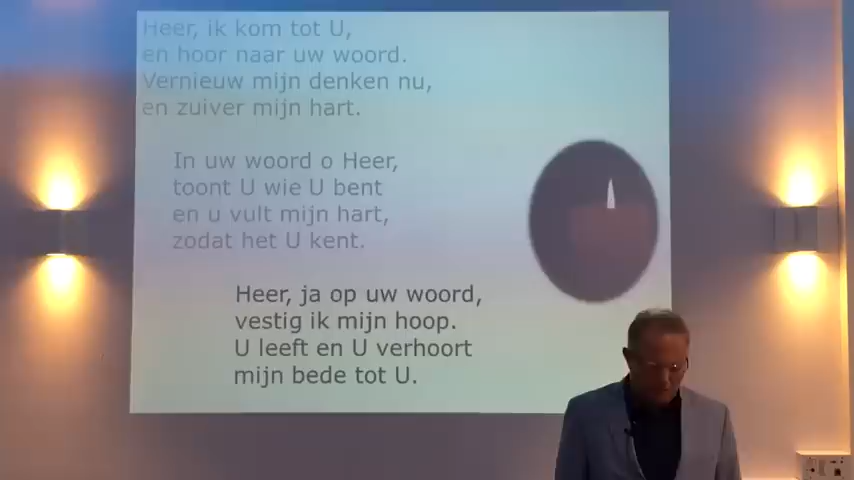 Heer, ik kom tot U,
en hoor naar uw woord.
Vernieuw mijn denken nu,
en zuiver mijn hart.
In uw woord o Heer,
toont U wie U bent
en u vult mijn hart,
zodat het U kent.
Heer, ja op uw woord,
vestig ik mijn hoop.
U leeft en U verhoort
mijn bede tot U.